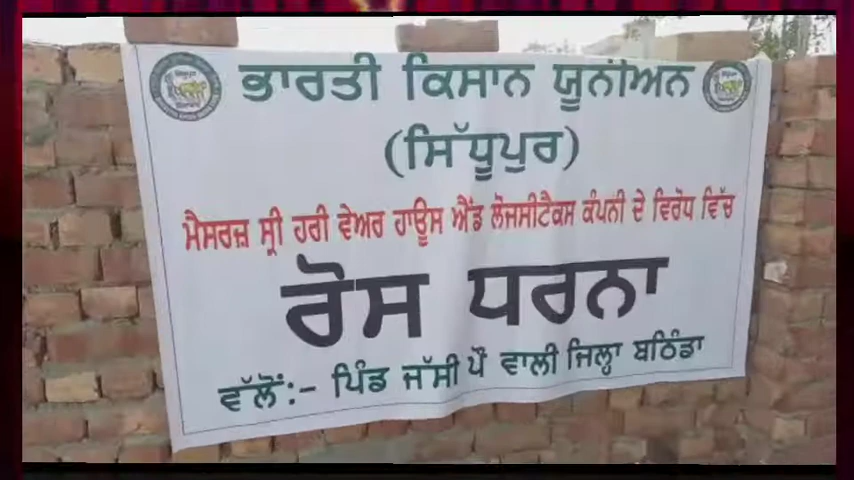 ਭਾਰਤੀ ਕਿਸਾਨ ਯੂਨੀਅਨ
(ਸਿੱਧੂਪੁਰ)
ਮੈਸਰਜ਼ ਸ੍ਰੀ ਹਰੀ ਵੇਅਰ ਹਾਊਸ ਐਂਡ ਲੋਜਸੀਟੈਕਸ ਕੰਪਨੀ ਦੇ ਵਿਰੋਧ ਵਿੱਚ
ਰੋਸ ਧਰਨਾ
ਵੱਲੋਂ:- ਪਿੰਡ ਜੱਸੀ ਪੌ ਵਾਲੀ ਜਿਲ੍ਹਾ ਬਠਿੰਡਾ